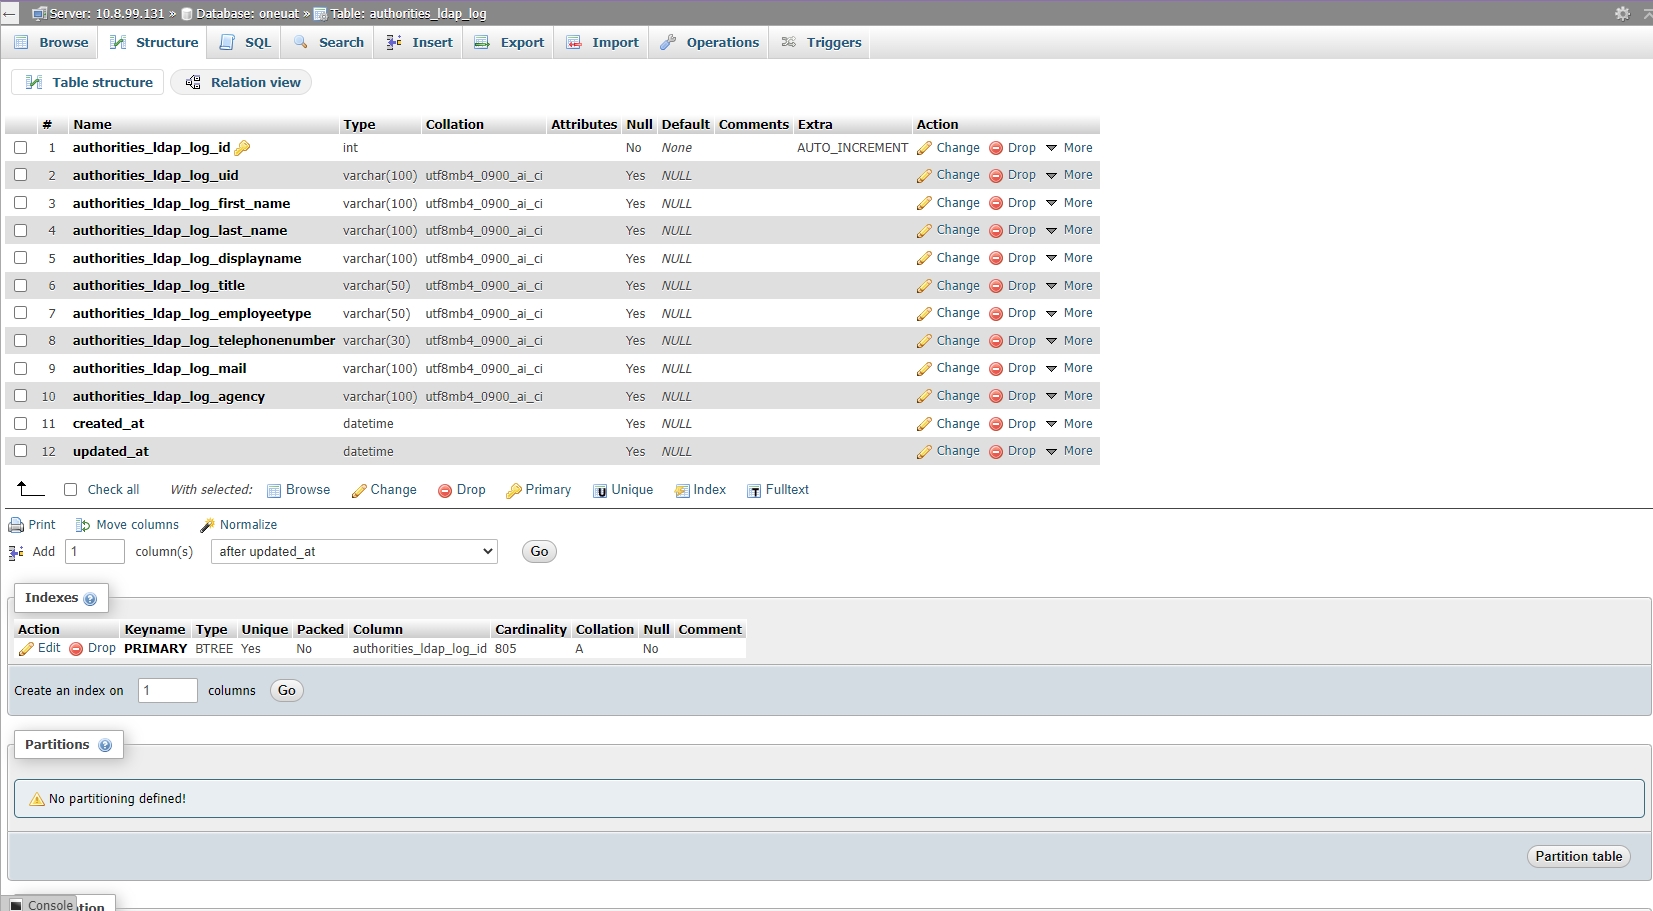 Server: 10.8.99.131 » Database: oneuat » Table: authorities_ldap_log
Browse Structure SQL Search Insert Export Import Operations Triggers
Table structure Relation view
# Name Type Collation Attributes Null Default Comments Extra Action
1 authorities_ldap_log_id int No None AUTO_INCREMENT Change Drop More
2 authorities_ldap_log_uid varchar(100) utf8mb4_0900_ai_ci Yes NULL Change Drop More
3 authorities_ldap_log_first_name varchar(100) utf8mb4_0900_ai_ci Yes NULL Change Drop More
4 authorities_ldap_log_last_name varchar(100) utf8mb4_0900_ai_ci Yes NULL Change Drop More
5 authorities_ldap_log_displayname varchar(100) utf8mb4_0900_ai_ci Yes NULL Change Drop More
6 authorities_ldap_log_title varchar(50) utf8mb4_0900_ai_ci Yes NULL Change Drop More
7 authorities_ldap_log_employeetype varchar(50) utf8mb4_0900_ai_ci Yes NULL Change Drop More
8 authorities_ldap_log_telephonenumber varchar(30) utf8mb4_0900_ai_ci Yes NULL Change Drop More
9 authorities_ldap_log_mail varchar(100) utf8mb4_0900_ai_ci Yes NULL Change Drop More
10 authorities_ldap_log_agency varchar(100) utf8mb4_0900_ai_ci Yes NULL Change Drop More
11 created_at datetime Yes NULL Change Drop More
12 updated_at datetime Yes NULL Change Drop More
Check all With selected: Browse Change Drop Primary Unique Index Fulltext
Print Move columns Normalize
Add 1 column(s) after updated_at Go
Indexes
Action Keyname Type Unique Packed Column Cardinality Collation Null Comment
Edit Drop PRIMARY BTREE Yes No authorities_ldap_log_id 805 A No
Create an index on 1 columns Go
Partitions
No partitioning defined!
Partition table
Console